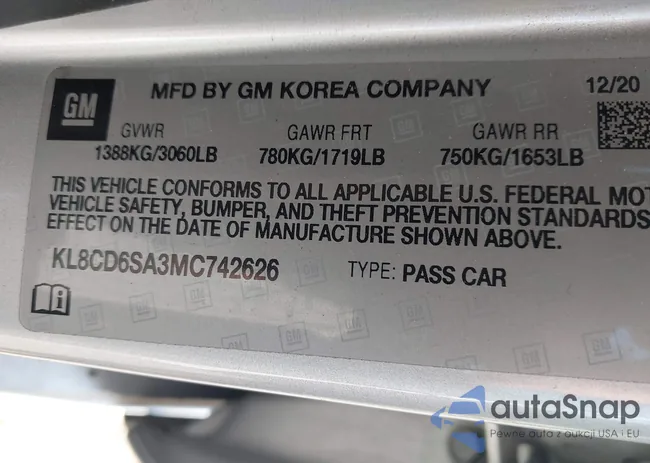 GM MFD BY GM KOREA COMPANY 12/20
GVWR GAWR FRT GAWR RR
1388KG/3060LB 780KG/1719LB 750KG/1653LB
THIS VEHICLE CONFORMS TO ALL APPLICABLE U.S. FEDERAL MOT
VEHICLE SAFETY, BUMPER, AND THEFT PREVENTION STANDARDS
EFFECT ON THE DATE OF MANUFACTURE SHOWN ABOVE.
KL8CD6SA3MC742626 TYPE: PASS CAR
autaSnap
Pewne auta z aukcji USA i EU